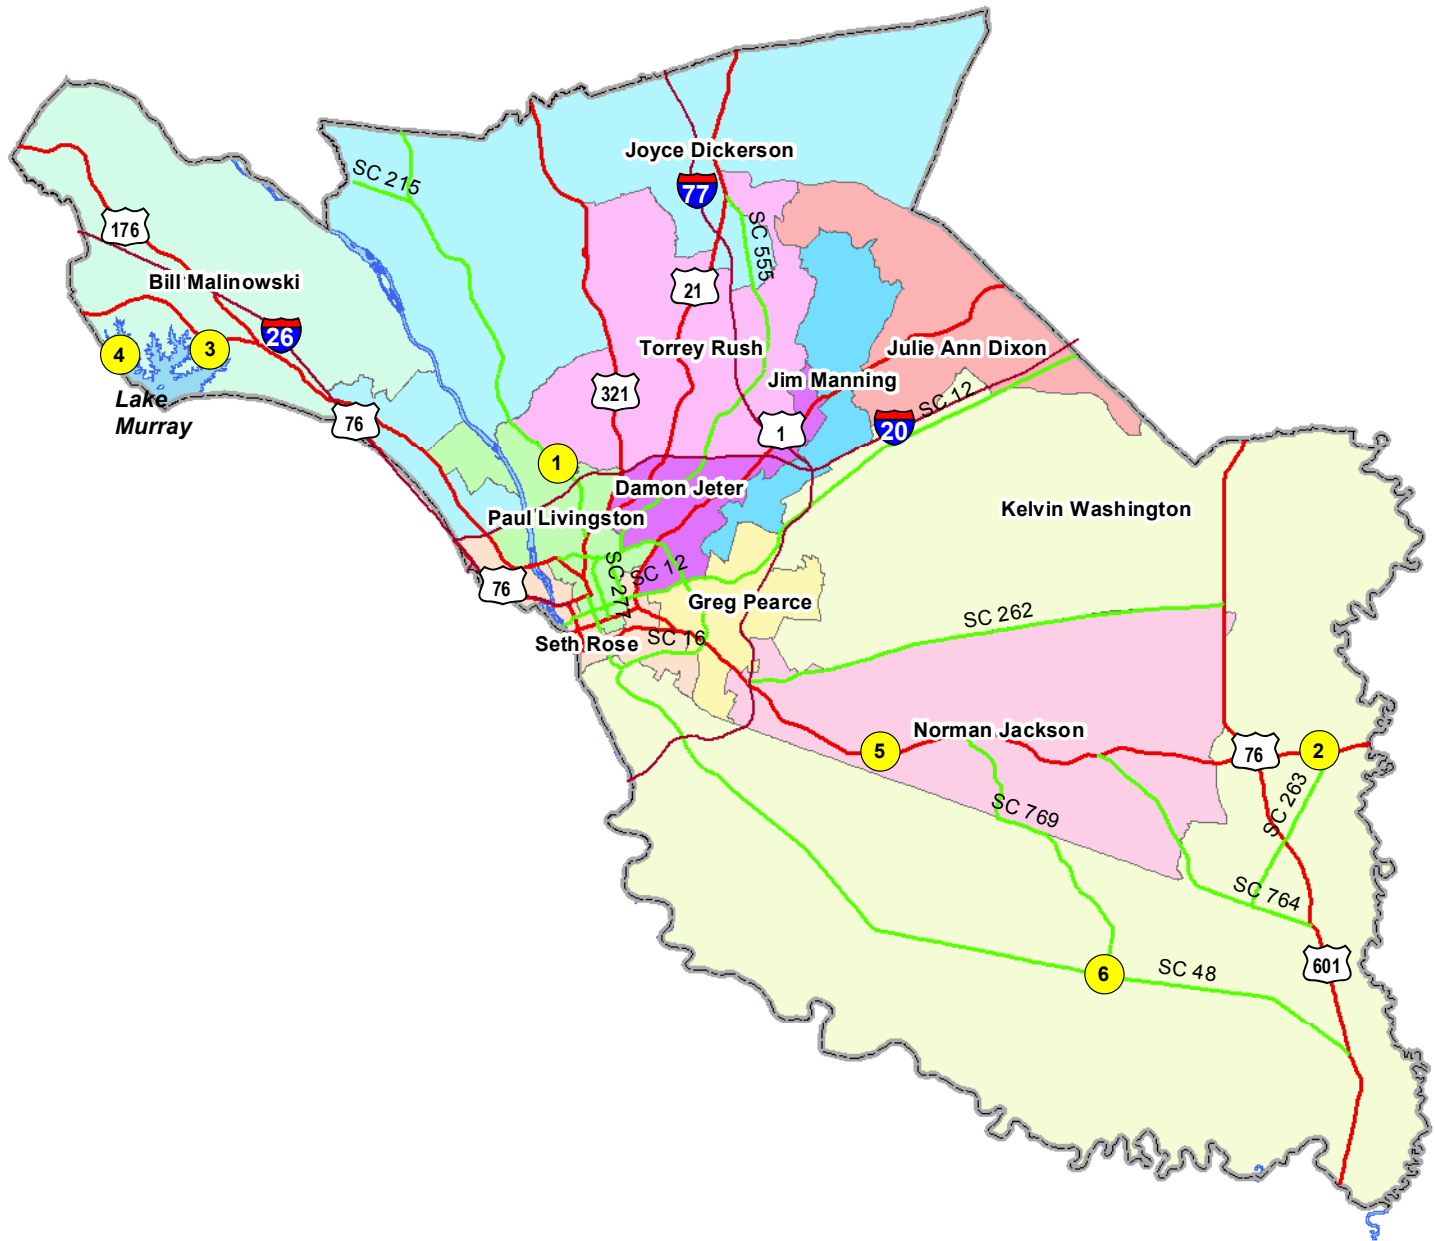 Joyce Dickerson
SC 215
77
176
SC 555
Bill Malinowski
21
26
4
3
Torrey Rush
Julie Ann Dixon
Jim Manning
321
Lake
Murray
76
SC 12
1
20
1
Damon Jeter
Paul Livingston
Kelvin Washington
SC 277
SC 12
76
Greg Pearce
SC 262
Seth Rose
SC 16
Norman Jackson
5
76
2
SC 263
SC 769
SC 764
601
6
SC 48